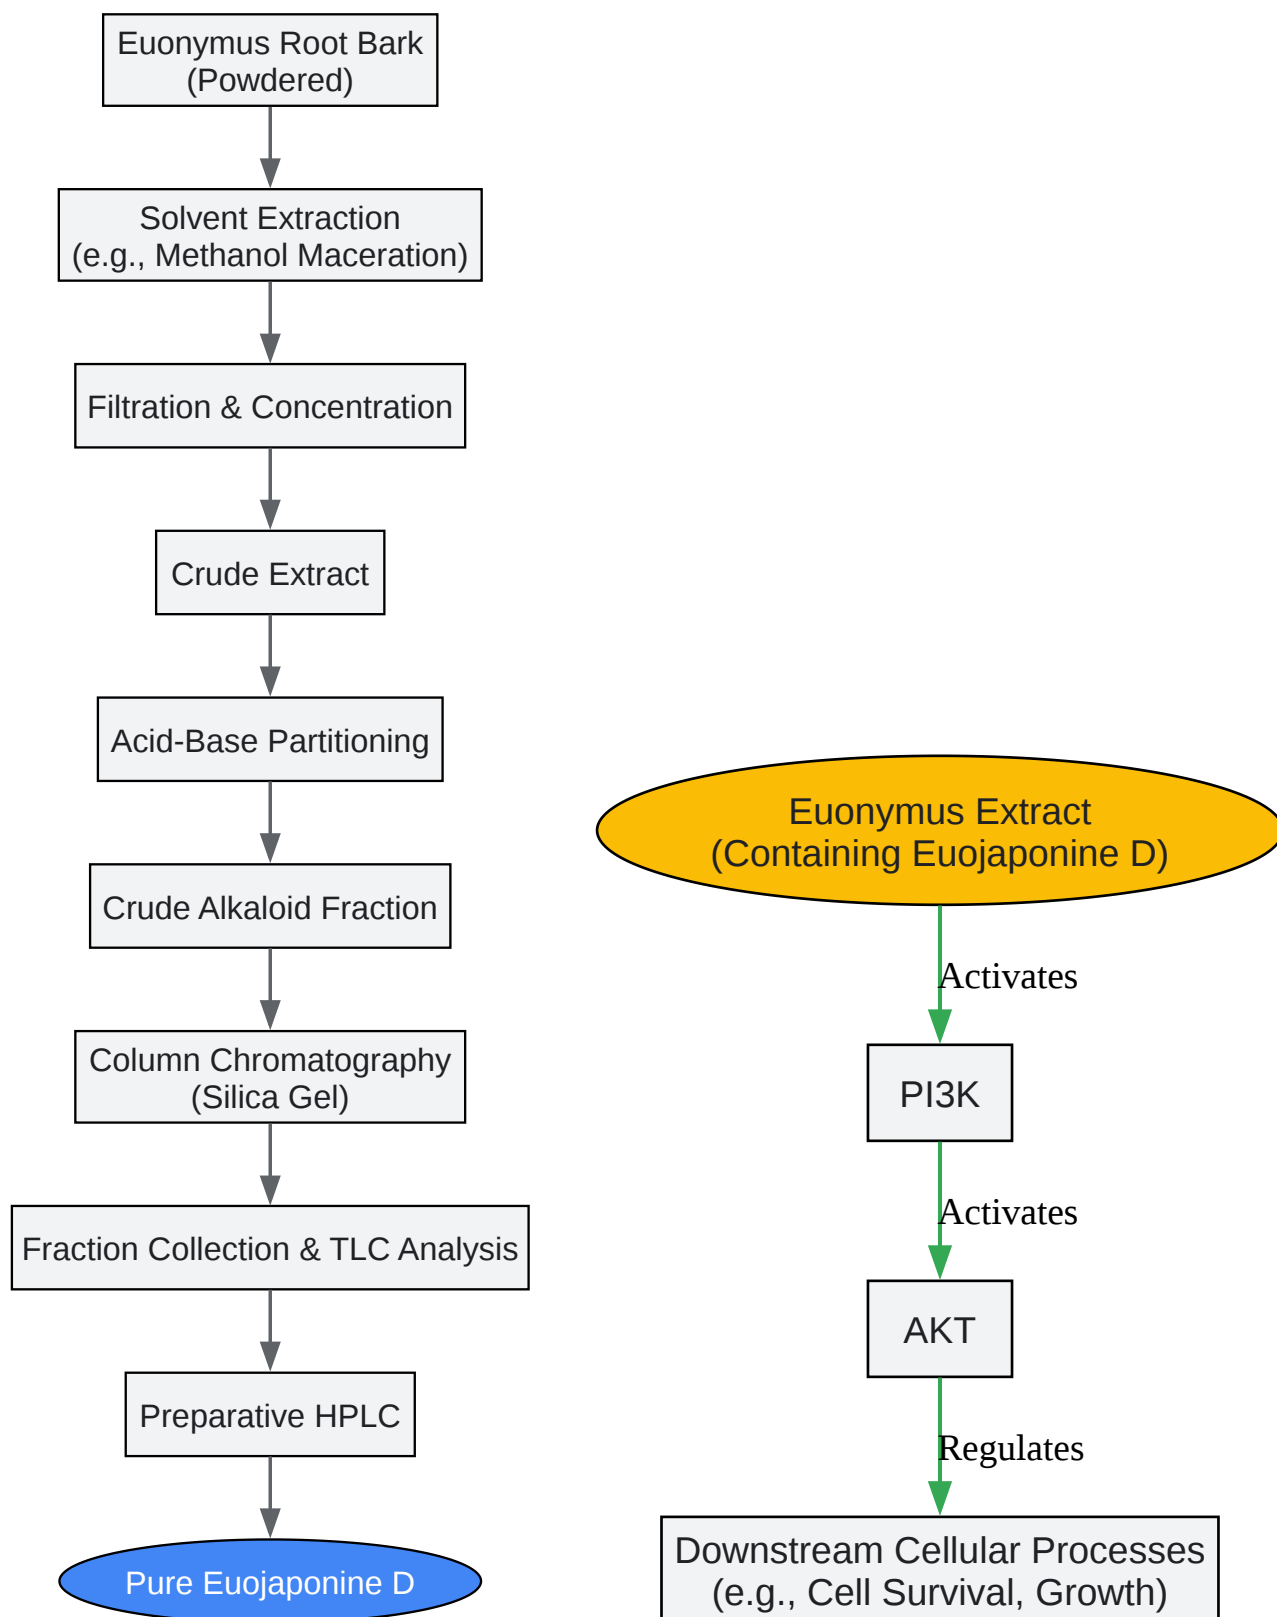 Euonymus Root Bark
(Powdered)
Solvent Extraction
(e.g., Methanol Maceration)
Filtration & Concentration
Crude Extract
Acid-Base Partitioning
Crude Alkaloid Fraction
Column Chromatography
(Silica Gel)
Fraction Collection & TLC Analysis
Preparative HPLC
Pure Euojaponine D
Euonymus Extract
(Containing Euojaponine D)
Activates
PI3K
Activates
AKT
Regulates
Downstream Cellular Processes
(e.g., Cell Survival, Growth)